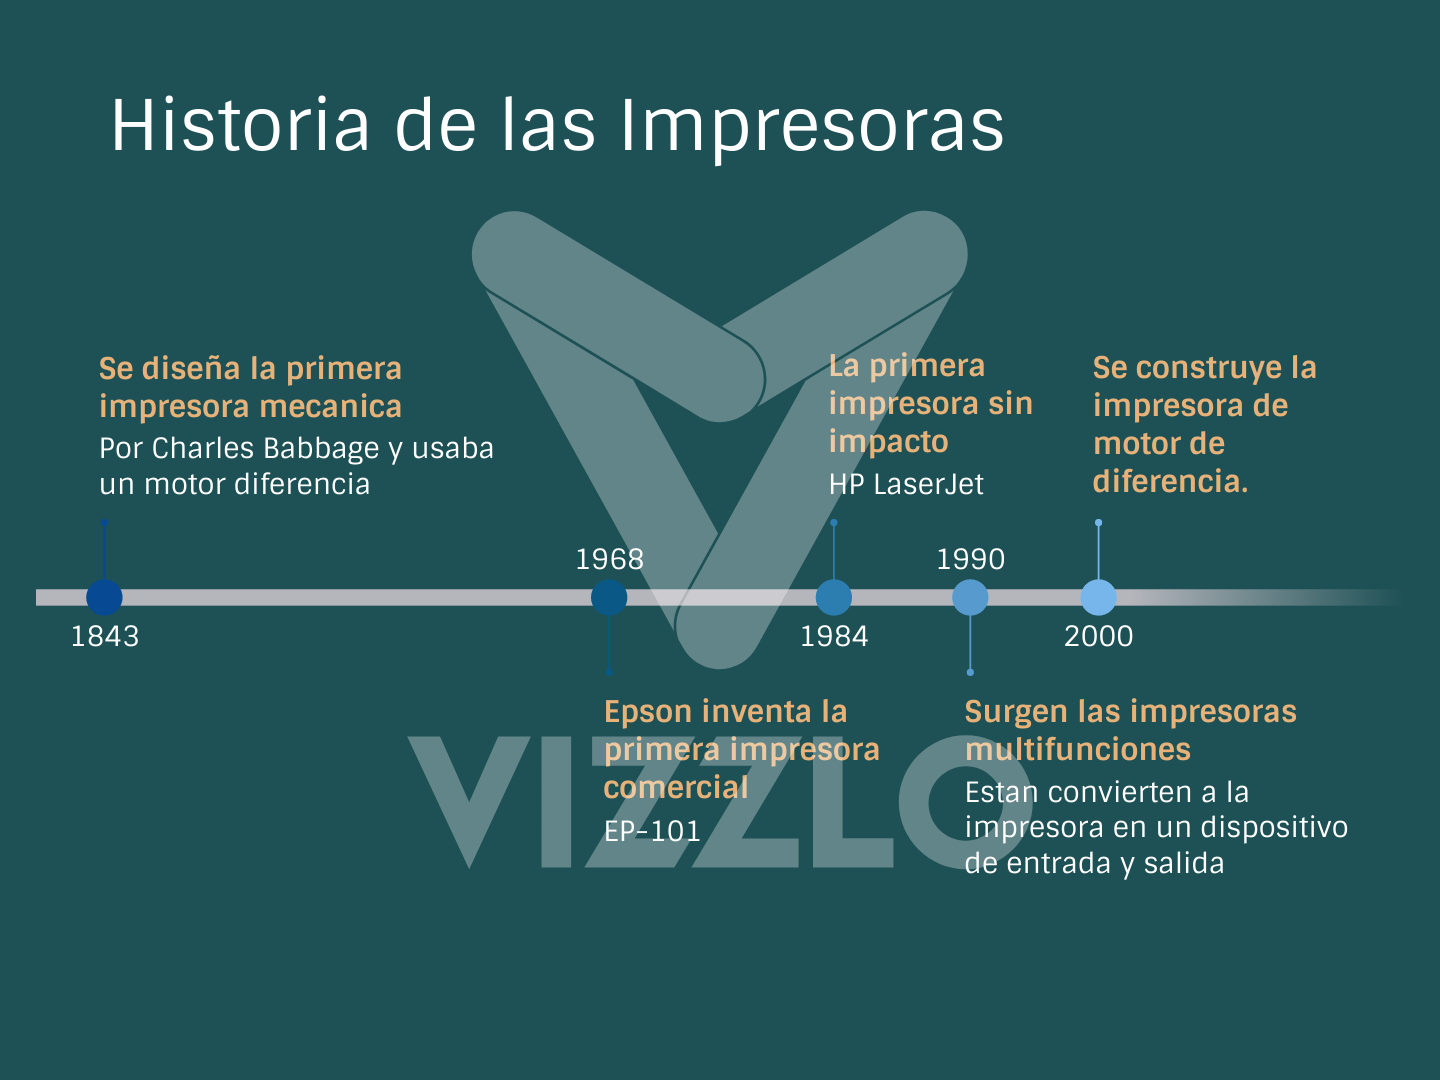 Historia de las Impresoras
Se diseña la primera
impresora mecanica
Por Charles Babbage y usaba
un motor diferencia
1843
1968
Epson inventa la
primera impresora
comercial
EP-101
La primera
impresora sin
impacto
HP LaserJet
1984
1990
Surgen las impresoras
multifunciones
Estan convierten a la
impresora en un dispositivo
de entrada y salida
Se construye la
impresora de
motor de
diferencia.
2000
VIZZLO